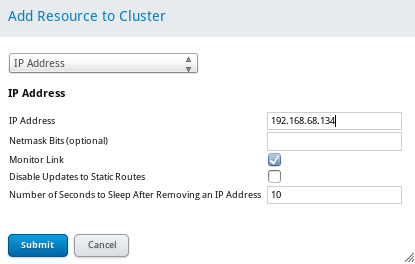 Add Resource to Cluster
IP Address
IP Address
IP Address 192.168.68.134
Netmask Bits (optional)
Monitor Link
Disable Updates to Static Routes
Number of Seconds to Sleep After Removing an IP Address 10
Submit Cancel